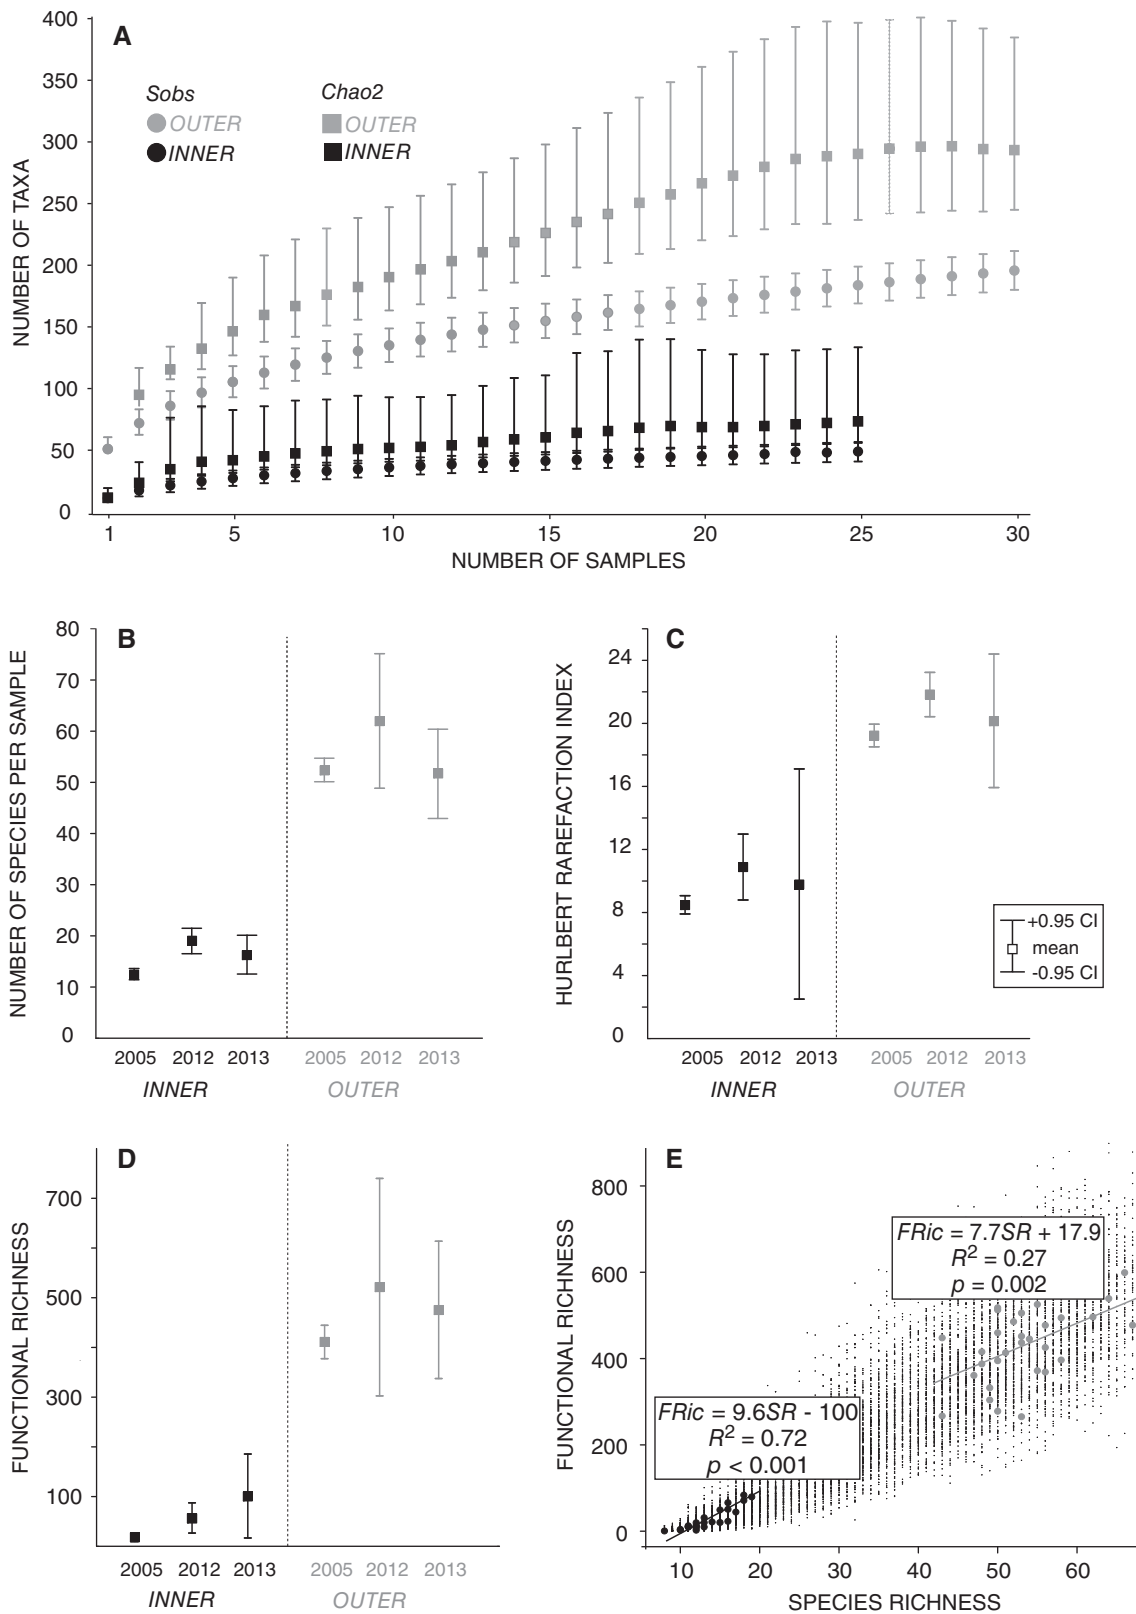 A
400
350
300
250
200
150
100
50
0
NUMBER OF TAXA
Sobs Chao2
OUTER OUTER
INNER INNER
1 5 10 15 20 25 30
NUMBER OF SAMPLES
B
80
70
60
50
40
30
20
10
0
NUMBER OF SPECIES PER SAMPLE
2005 2012 2013 2005 2012 2013
INNER OUTER
C
24
20
16
12
8
4
0
HURLBERT RAREFACTION INDEX
+0.95 CI
mean
-0.95 CI
2005 2012 2013 2005 2012 2013
INNER OUTER
D
700
500
300
100
FUNCTIONAL RICHNESS
2005 2012 2013 2005 2012 2013
INNER OUTER
E
800
600
400
200
0
FUNCTIONAL RICHNESS
FRic = 7.7SR + 17.9
R² = 0.27
p = 0.002
FRic = 9.6SR - 100
R² = 0.72
p < 0.001
10 20 30 40 50 60
SPECIES RICHNESS